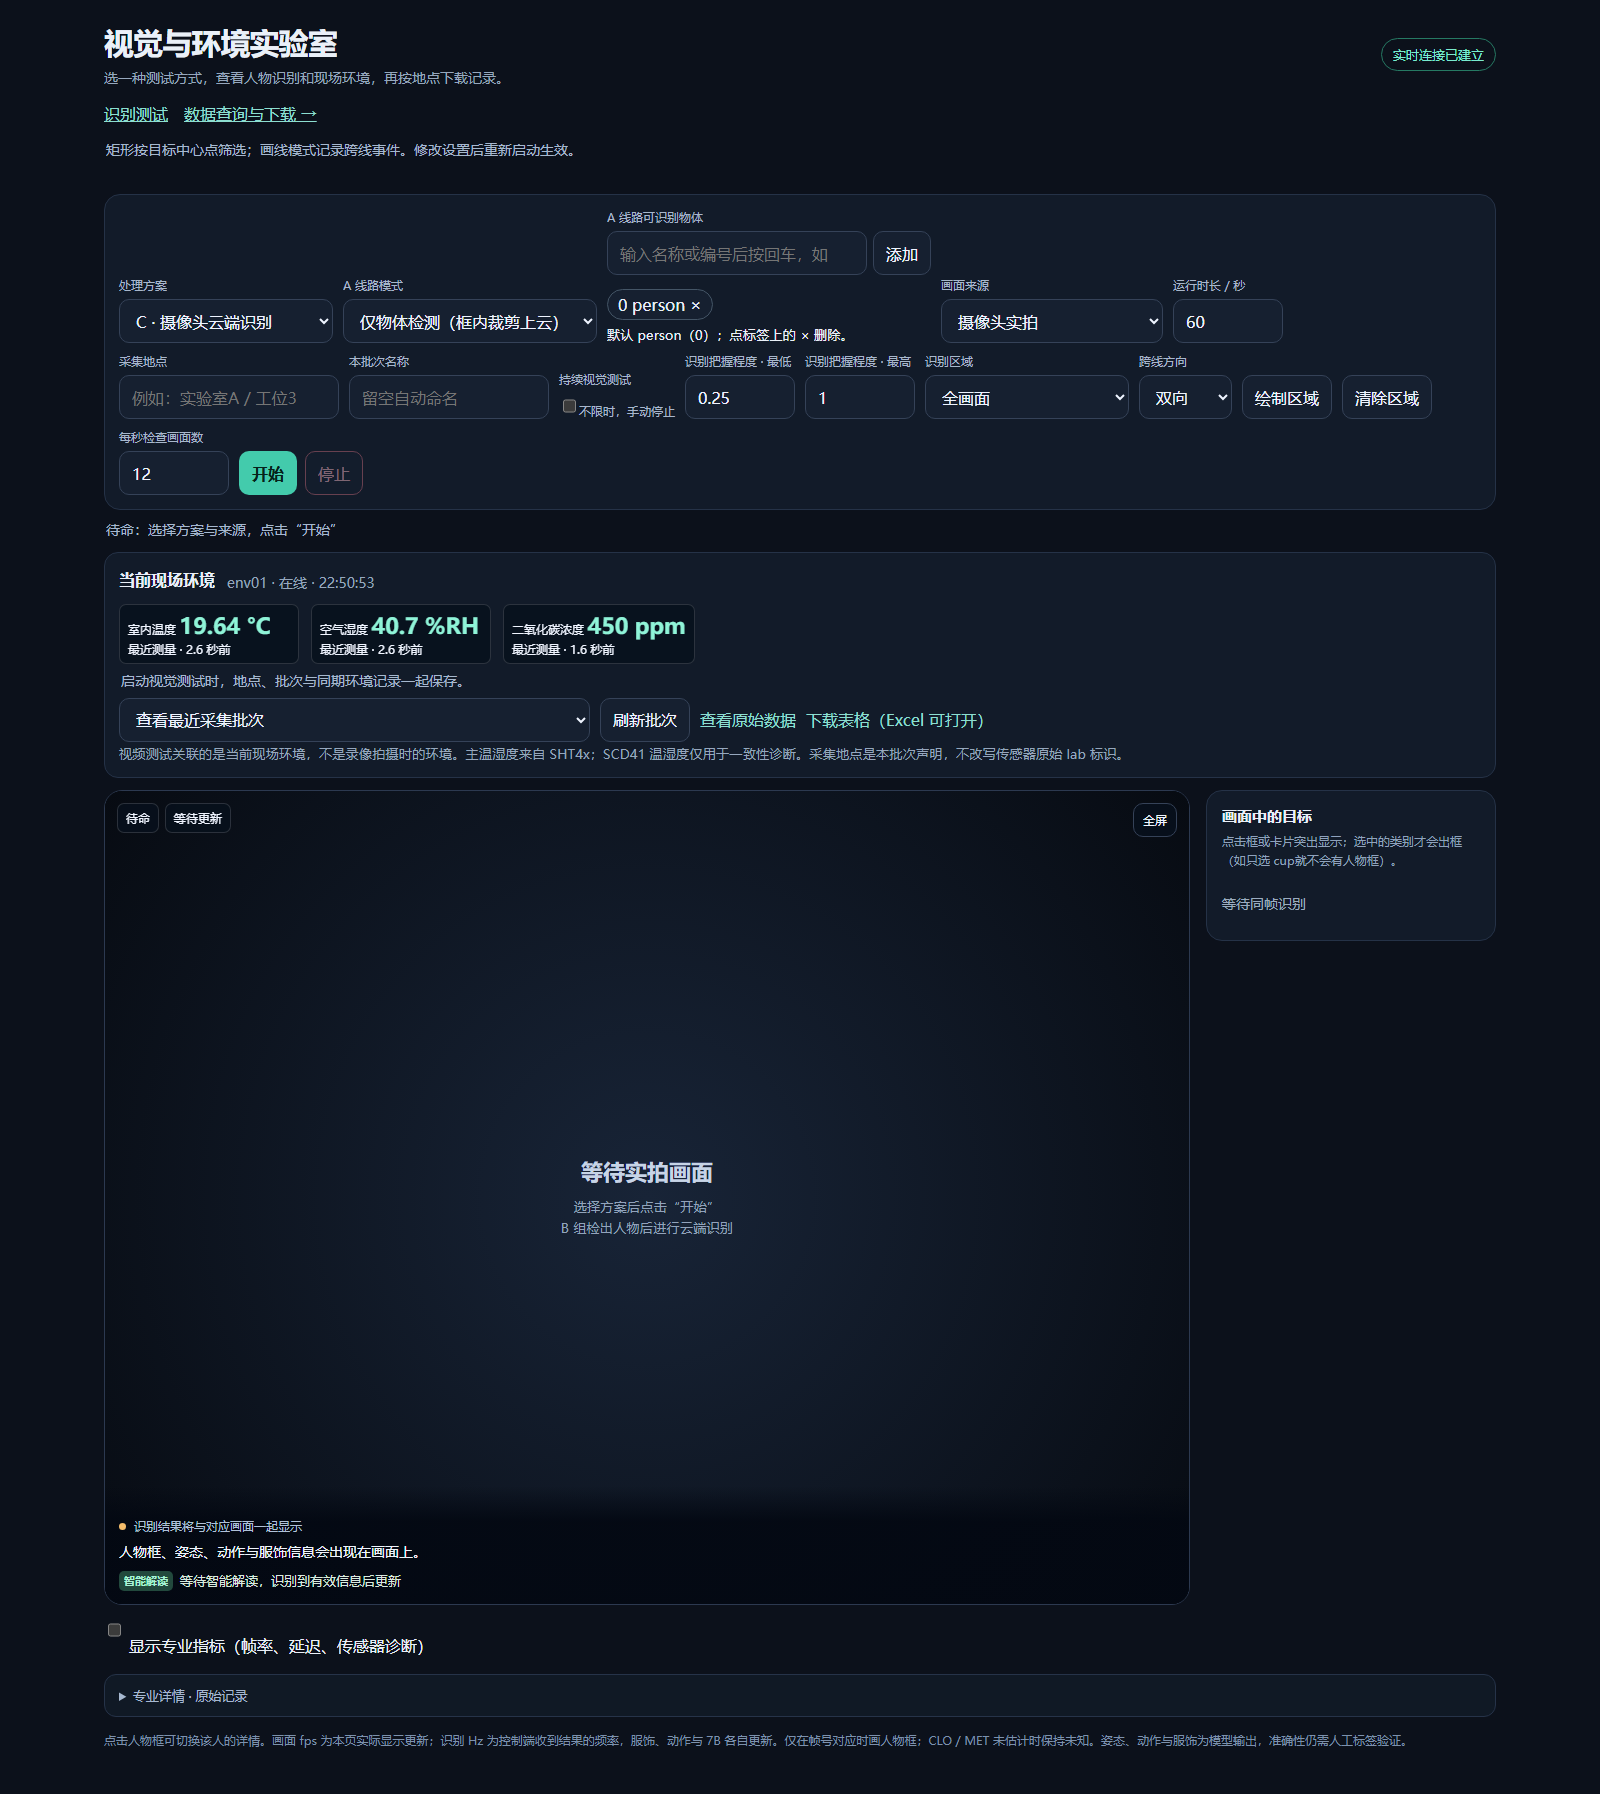 视觉与环境实验室
实时连接已建立
选一种测试方式，查看人物识别和现场环境，再按地点下载记录。
识别测试 数据查询与下载 →
矩形按目标中心点筛选；画线模式记录跨线事件。修改设置后重新启动生效。
A 线路可识别物体
输入名称或编号后按回车，如
添加
处理方案
C · 摄像头云端识别
A 线路模式
仅物体检测（框内裁剪上云）
0 person ×
默认 person（0）；点标签上的 × 删除。
画面来源
摄像头实拍
运行时长 / 秒
60
采集地点
例如：实验室A / 工位3
本批次名称
留空自动命名
持续视觉测试
不限时，手动停止
识别把握程度 · 最低
0.25
识别把握程度 · 最高
1
识别区域
全画面
跨线方向
双向
绘制区域
清除区域
每秒检查画面数
12
开始
停止
待命：选择方案与来源，点击“开始”
当前现场环境 env01 · 在线 · 22:50:53
室内温度 19.64 °C
最近测量 · 2.6 秒前
空气湿度 40.7 %RH
最近测量 · 2.6 秒前
二氧化碳浓度 450 ppm
最近测量 · 1.6 秒前
启动视觉测试时，地点、批次与同期环境记录一起保存。
查看最近采集批次
刷新批次
查看原始数据 下载表格（Excel 可打开）
视频测试关联的是当前现场环境，不是录像拍摄时的环境。主温湿度来自 SHT4x；SCD41 温湿度仅用于一致性诊断。采集地点是本批次声明，不改写传感器原始 lab 标识。
待命
等待更新
全屏
等待实拍画面
选择方案后点击“开始”
B 组检出人物后进行云端识别
识别结果将与对应画面一起显示
人物框、姿态、动作与服饰信息会出现在画面上。
智能解读 等待智能解读，识别到有效信息后更新
画面中的目标
点击框或卡片突出显示；选中的类别才会出框
（如只选 cup就不会有人物框）。
等待同帧识别
显示专业指标（帧率、延迟、传感器诊断）
▶ 专业详情 · 原始记录
点击人物框可切换该人的详情。画面 fps 为本页实际显示更新；识别 Hz 为控制端收到结果的频率，服饰、动作与 7B 各自更新。仅在帧号对应时画人物框；CLO / MET 未估计时保持未知。姿态、动作与服饰为模型输出，准确性仍需人工标签验证。